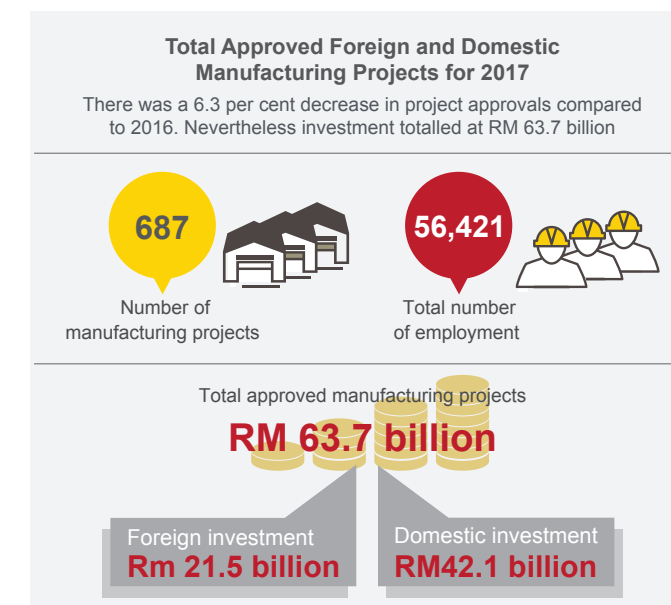 Total Approved Foreign and Domestic
Manufacturing Projects for 2017
There was a 6.3 per cent decrease in project approvals compared
to 2016. Nevertheless investment totalled at RM 63.7 billion
687
Number of
manufacturing projects
56,421
Total number
of employment
Total approved manufacturing projects
RM 63.7 billion
Foreign investment
Rm 21.5 billion
Domestic investment
RM42.1 billion